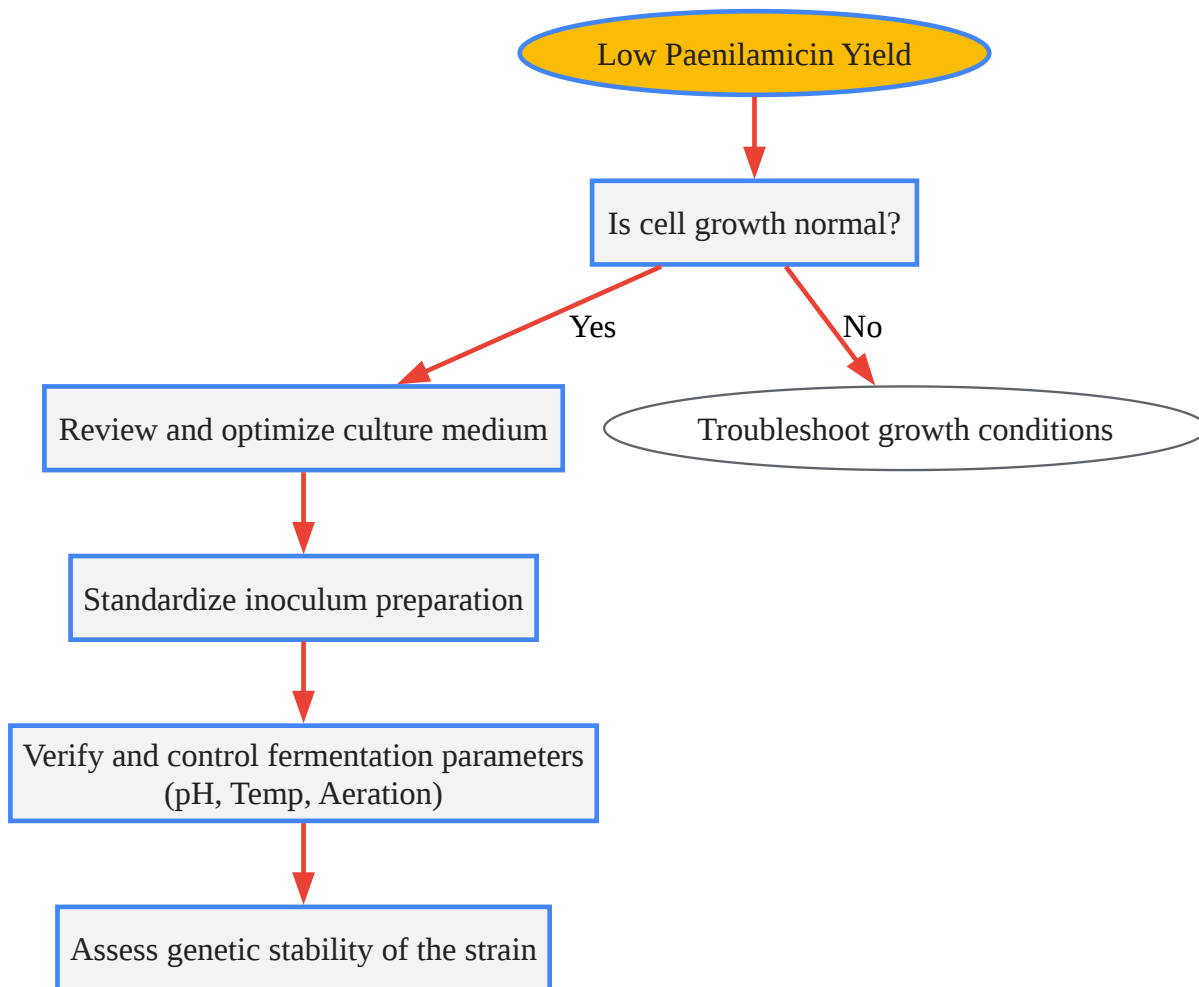 Low Paenilamicin Yield
Is cell growth normal?
Yes
No
Review and optimize culture medium
Troubleshoot growth conditions
Standardize inoculum preparation
Verify and control fermentation parameters
(pH, Temp, Aeration)
Assess genetic stability of the strain